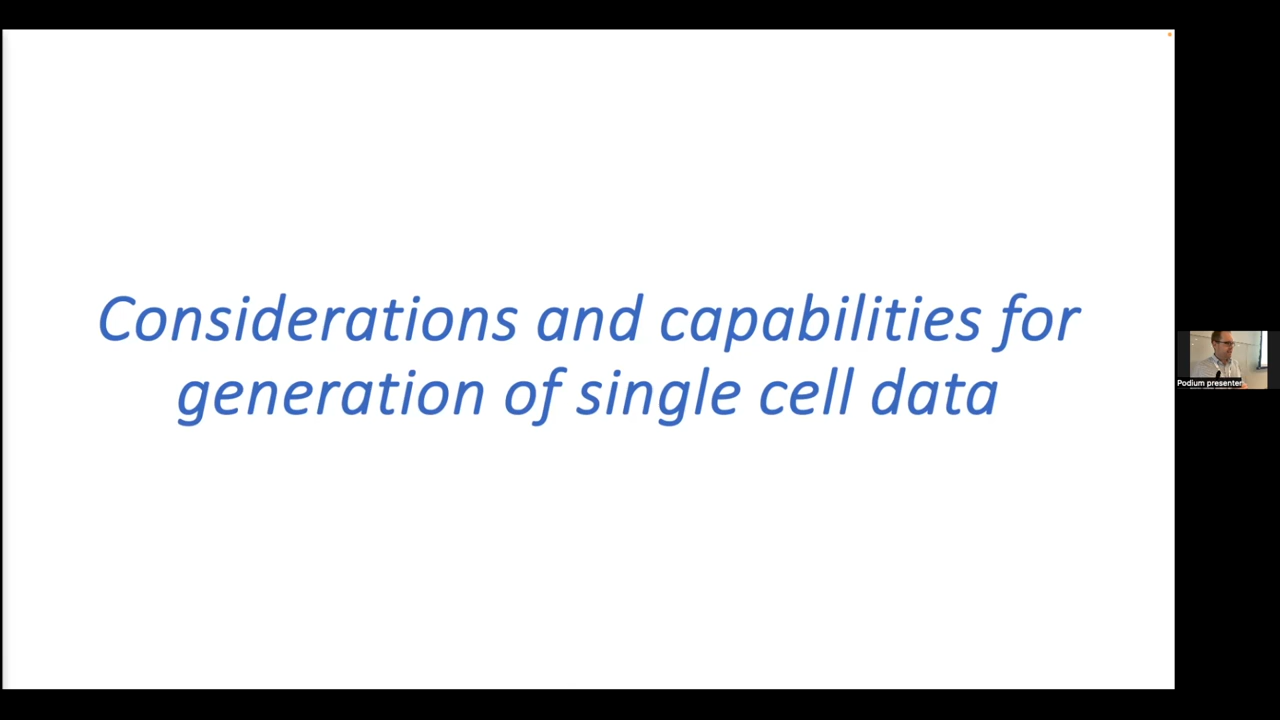 Considerations and capabilities for
generation of single cell data
Podium presenter